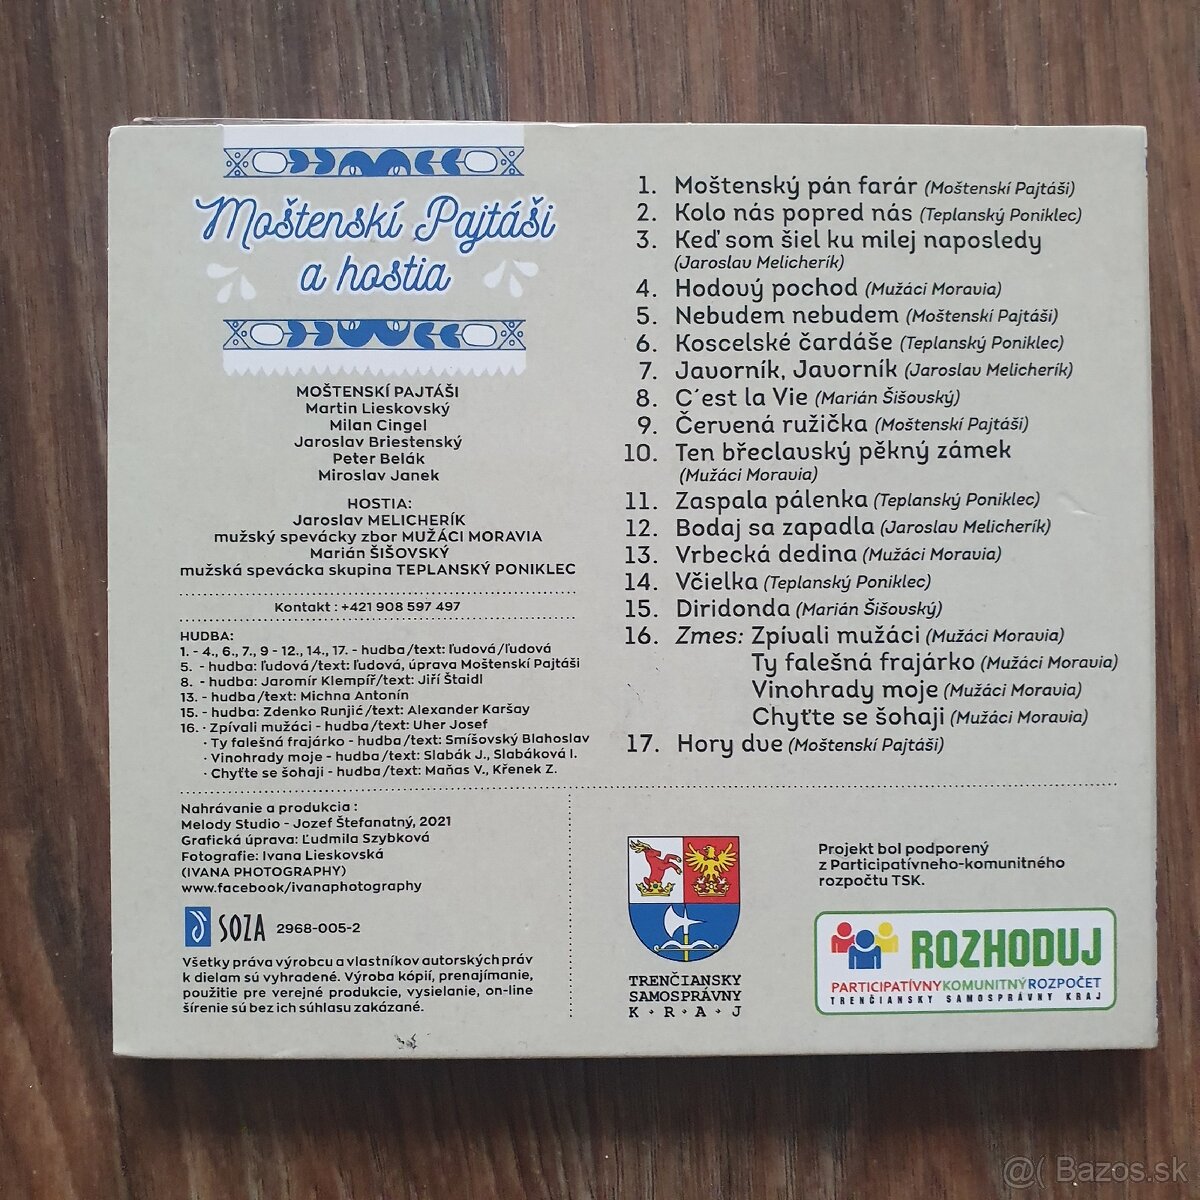 Moštenskí Pajtáši
a hostia
MOŠTENSKÍ PAJTÁŠI
Martin Lieskovský
Milan Cingel
Jaroslav Briestenský
Peter Belák
Miroslav Janek
HOSTIA:
Jaroslav MELICHERÍK
mužský spevácky zbor MUŽÁCI MORAVIA
Marián ŠIŠOVSKÝ
mužská spevácka skupina TEPLANSKÝ PONIKLEC
Kontakt : +421 908 597 497
HUDBA:
1. - 4., 6., 7., 9 - 12., 14., 17. - hudba/text: ľudová/ľudová
5. - hudba: ľudová/text: ľudová, úprava Moštenskí Pajtáši
8. - hudba: Jaromír Klempíř/text: Jiří Štaidl
13. - hudba/text: Michna Antonín
15. - hudba: Zdenko Runjić/text: Alexander Karšay
16. · Zpívali mužáci - hudba/text: Uher Josef
· Ty falešná frajárko - hudba/text: Smíšovský Blahoslav
· Vinohrady moje - hudba/text: Slabák J., Slabáková I.
· Chyťte se šohaji - hudba/text: Maňas V., Křenek Z.
Nahrávanie a produkcia :
Melody Studio - Jozef Štefanatný, 2021
Grafická úprava: Ľudmila Szybková
Fotografie: Ivana Lieskovská
(IVANA PHOTOGRAPHY)
www.facebook/ivanaphotography
SOZA 2968-005-2
Všetky práva výrobcu a vlastníkov autorských práv
k dielam sú vyhradené. Výroba kópií, prenajímanie,
použitie pre verejné produkcie, vysielanie, on-line
šírenie sú bez ich súhlasu zakázané.
1. Moštenský pán farár (Moštenskí Pajtáši)
2. Kolo nás popred nás (Teplanský Poniklec)
3. Keď som šiel ku milej naposledy
(Jaroslav Melicherík)
4. Hodový pochod (Mužáci Moravia)
5. Nebudem nebudem (Moštenskí Pajtáši)
6. Koscelské čardáše (Teplanský Poniklec)
7. Javorník, Javorník (Jaroslav Melicherík)
8. C´est la Vie (Marián Šišovský)
9. Červená ružička (Moštenskí Pajtáši)
10. Ten břeclavský pěkný zámek
(Mužáci Moravia)
11. Zaspala pálenka (Teplanský Poniklec)
12. Bodaj sa zapadla (Jaroslav Melicherík)
13. Vrbecká dedina (Mužáci Moravia)
14. Včielka (Teplanský Poniklec)
15. Diridonda (Marián Šišovský)
16. Zmes: Zpívali mužáci (Mužáci Moravia)
Ty falešná frajárko (Mužáci Moravia)
Vinohrady moje (Mužáci Moravia)
Chyťte se šohaji (Mužáci Moravia)
17. Hory dve (Moštenskí Pajtáši)
TRENČIANSKY
SAMOSPRÁVNY
K · R · A · J
Projekt bol podporený
z Participatívneho-komunitného
rozpočtu TSK.
ROZHODUJ
PARTICIPATÍVNYKOMUNITNÝROZPOČET
TRENČIANSKY SAMOSPRÁVNY KRAJ
@( Bazos.sk